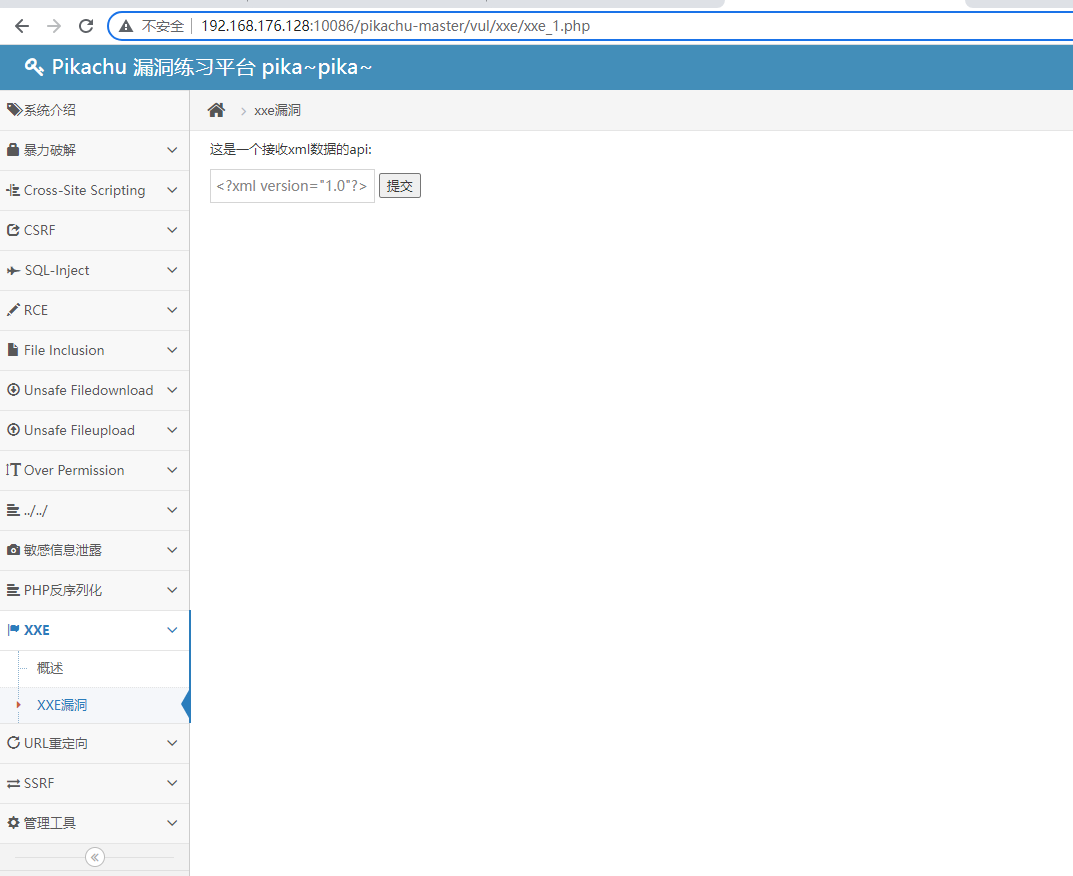 不安全 192.168.176.128:10086/pikachu-master/vul/xxe/xxe_1.php
Pikachu 漏洞练习平台 pika~pika~
系统介绍
暴力破解
Cross-Site Scripting
CSRF
SQL-Inject
RCE
File Inclusion
Unsafe Filedownload
Unsafe Fileupload
Over Permission
../../
敏感信息泄露
PHP反序列化
XXE
概述
XXE漏洞
URL重定向
SSRF
管理工具
xxe漏洞
这是一个接收xml数据的api:
<?xml version="1.0"?> 提交